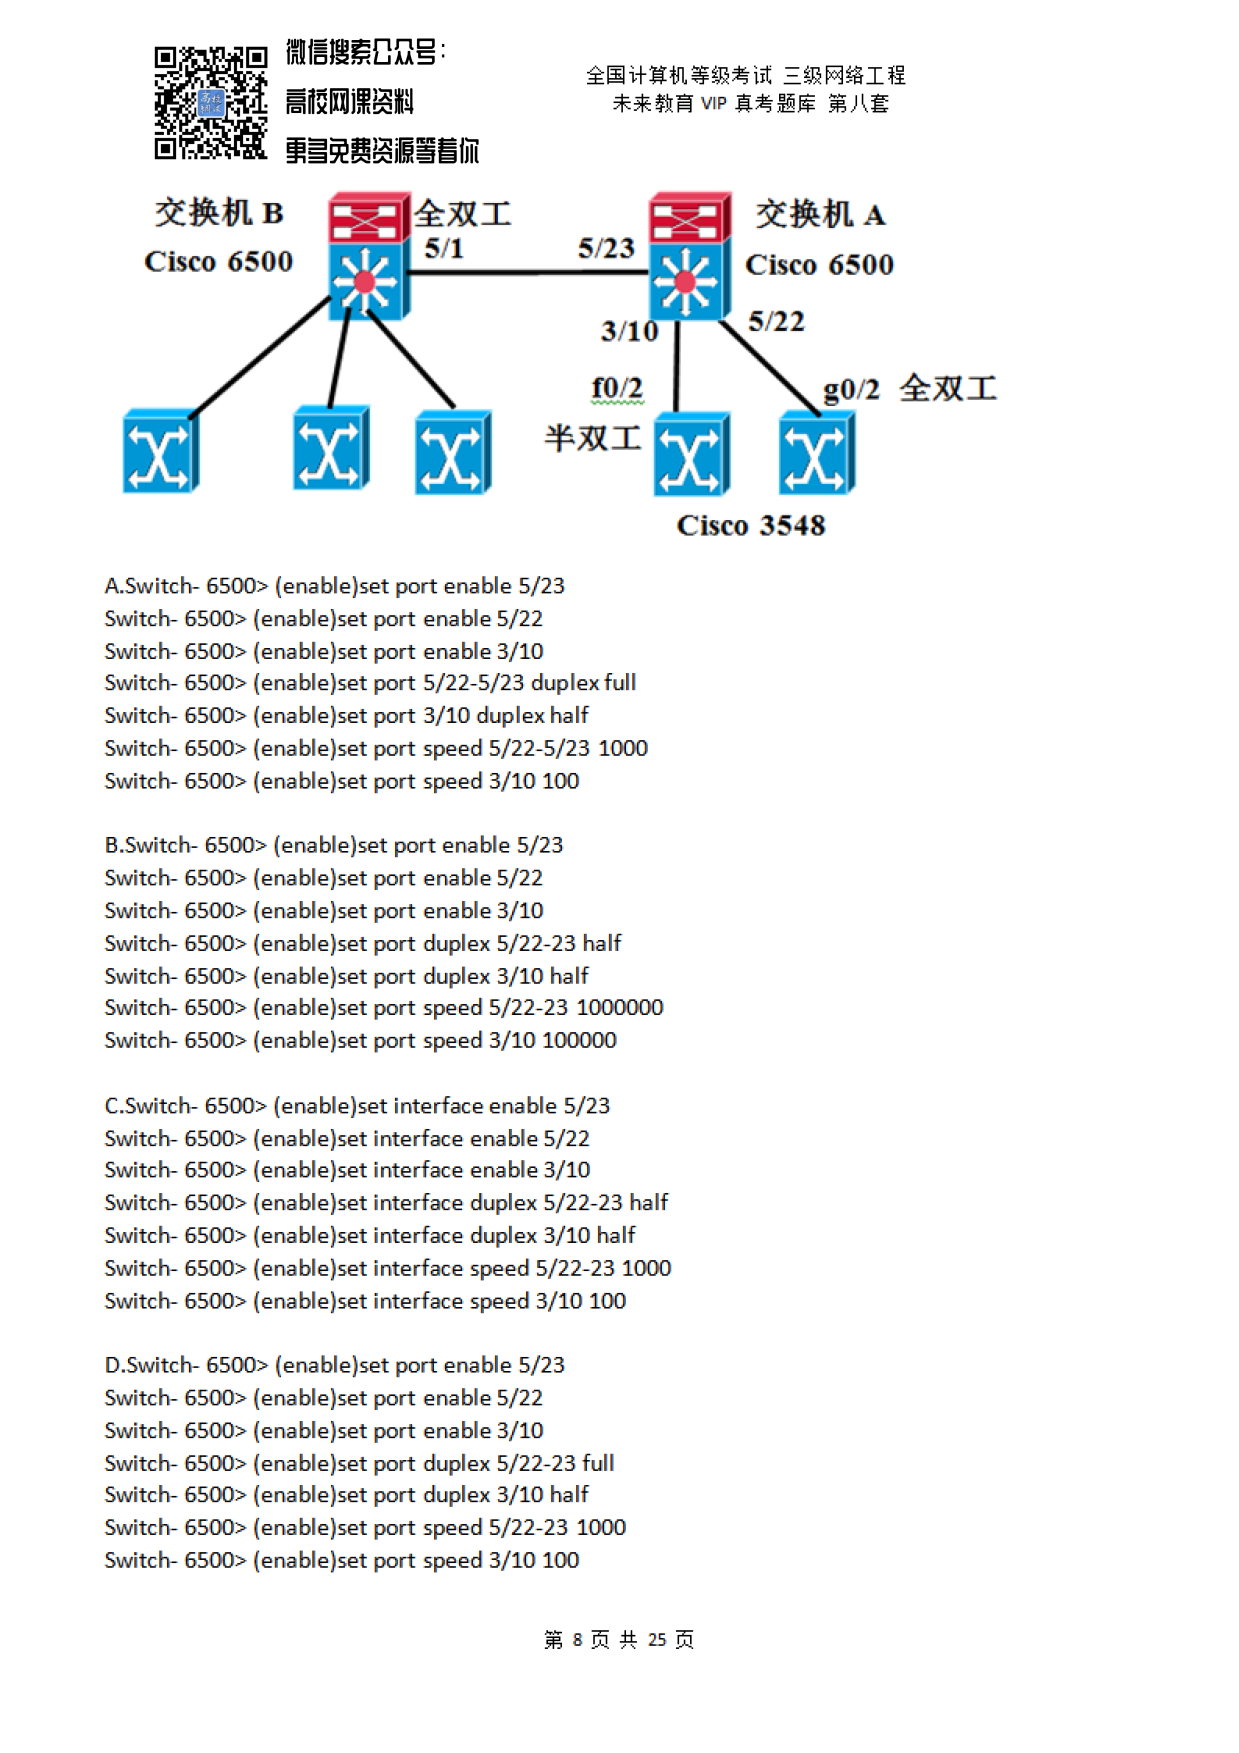 微信搜索公众号：
高校网课资料
更多免费资源等着你
高校
网课
全国计算机等级考试 三级网络工程
未来教育 VIP 真考题库 第八套
交换机 B
Cisco 6500
全双工
5/1
5/23
交换机 A
Cisco 6500
3/10
5/22
f0/2
g0/2 全双工
半双工
Cisco 3548
A.Switch- 6500> (enable)set port enable 5/23
Switch- 6500> (enable)set port enable 5/22
Switch- 6500> (enable)set port enable 3/10
Switch- 6500> (enable)set port 5/22-5/23 duplex full
Switch- 6500> (enable)set port 3/10 duplex half
Switch- 6500> (enable)set port speed 5/22-5/23 1000
Switch- 6500> (enable)set port speed 3/10 100
B.Switch- 6500> (enable)set port enable 5/23
Switch- 6500> (enable)set port enable 5/22
Switch- 6500> (enable)set port enable 3/10
Switch- 6500> (enable)set port duplex 5/22-23 half
Switch- 6500> (enable)set port duplex 3/10 half
Switch- 6500> (enable)set port speed 5/22-23 1000000
Switch- 6500> (enable)set port speed 3/10 100000
C.Switch- 6500> (enable)set interface enable 5/23
Switch- 6500> (enable)set interface enable 5/22
Switch- 6500> (enable)set interface enable 3/10
Switch- 6500> (enable)set interface duplex 5/22-23 half
Switch- 6500> (enable)set interface duplex 3/10 half
Switch- 6500> (enable)set interface speed 5/22-23 1000
Switch- 6500> (enable)set interface speed 3/10 100
D.Switch- 6500> (enable)set port enable 5/23
Switch- 6500> (enable)set port enable 5/22
Switch- 6500> (enable)set port enable 3/10
Switch- 6500> (enable)set port duplex 5/22-23 full
Switch- 6500> (enable)set port duplex 3/10 half
Switch- 6500> (enable)set port speed 5/22-23 1000
Switch- 6500> (enable)set port speed 3/10 100
第 8 页 共 25 页